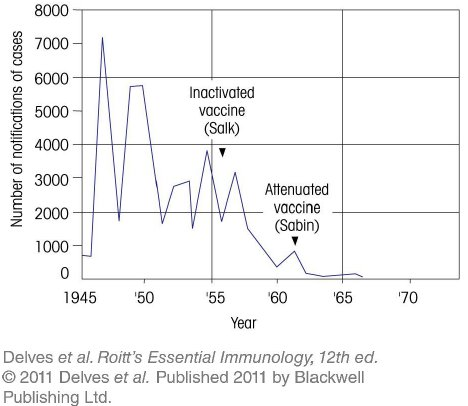 8000
7000
6000
5000
4000
3000
2000
1000
0
Number of notifications of cases
Inactivated
vaccine
(Salk)
Attenuated
vaccine
(Sabin)
1945 '50 '55 '60 '65 '70
Year
Delves et al. Roitt's Essential Immunology, 12th ed.
© 2011 Delves et al. Published 2011 by Blackwell
Publishing Ltd.